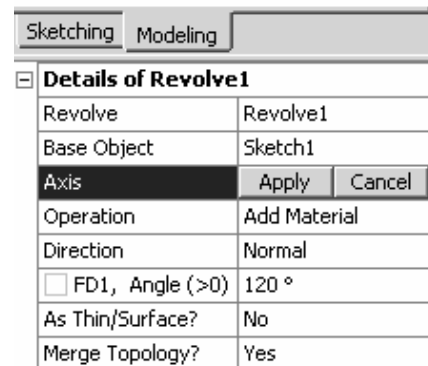 Sketching Modeling
Details of Revolve1
Revolve Revolve1
Base Object Sketch1
Axis Apply Cancel
Operation Add Material
Direction Normal
FD1, Angle (>0) 120 °
As Thin/Surface? No
Merge Topology? Yes